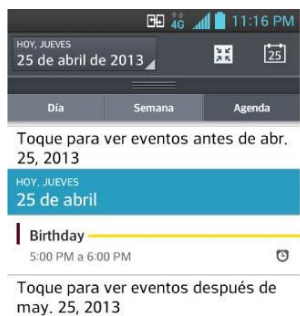 4G 11:16 PM
HOY, JUEVES
25 de abril de 2013
25
Día Semana Agenda
Toque para ver eventos antes de abr.
25, 2013
HOY, JUEVES
25 de abril
Birthday
5:00 PM a 6:00 PM
Toque para ver eventos después de
may. 25, 2013